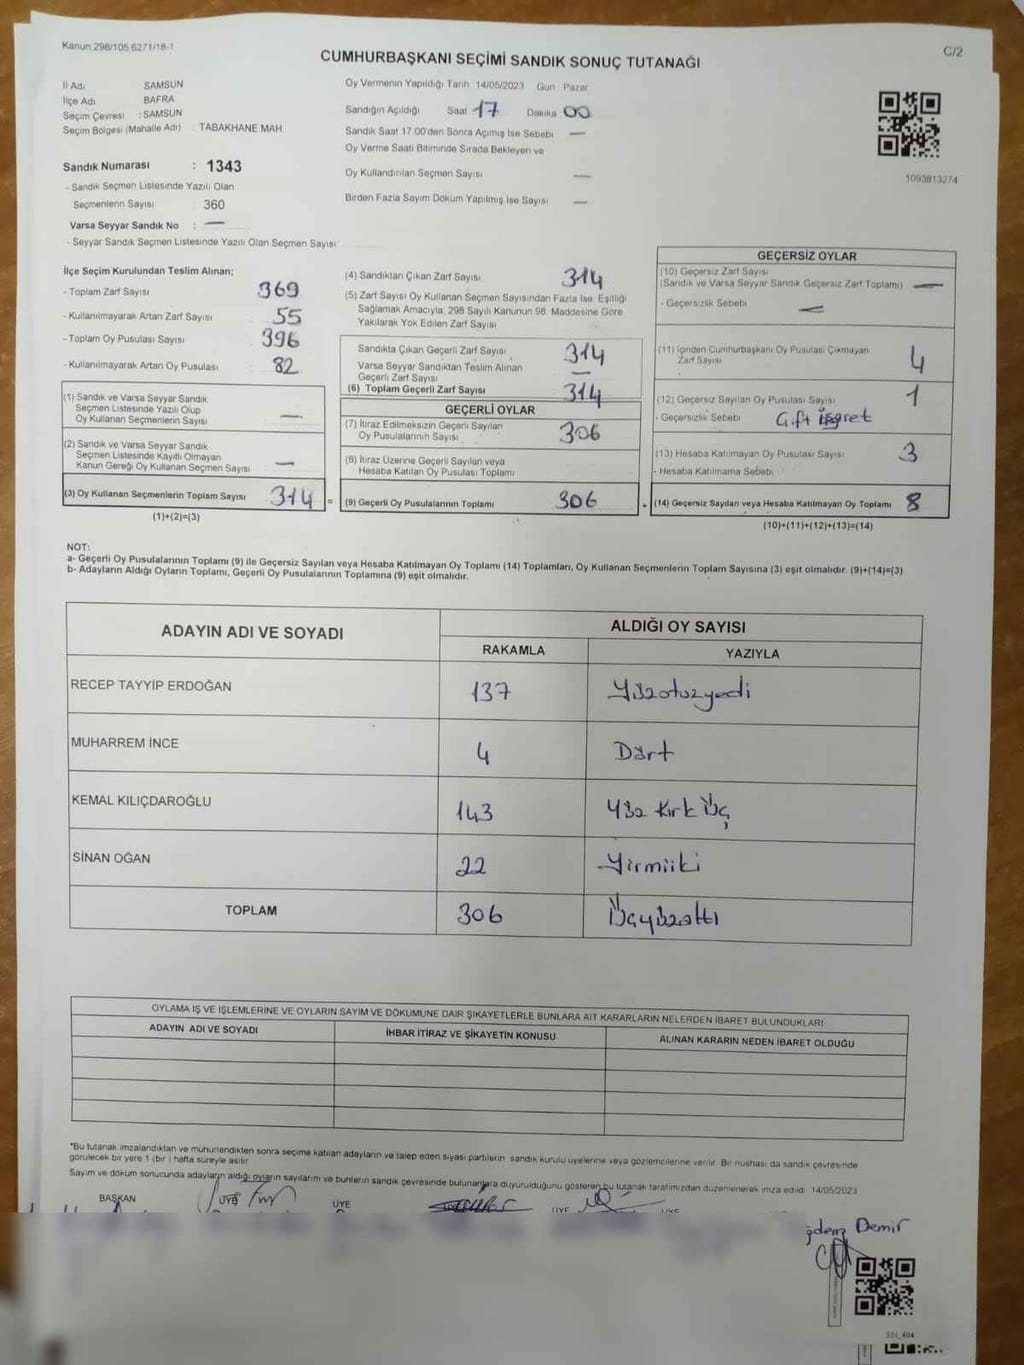 Kanun 298/105,6271/18-1
C/2
CUMHURBAŞKANI SEÇİMİ SANDIK SONUÇ TUTANAĞI
İl Adı SAMSUN
İlçe Adı BAFRA
Seçim Çevresi : SAMSUN
Seçim Bölgesi (Mahalle Adı) TABAKHANE MAH
Oy Vermenin Yapıldığı Tarih 14/05/2023 Gün Pazar
Sandığın Açıldığı Saat 17 Dakika 00
Sandık Saat 17.00'den Sonra Açımış İse Sebebi —
Oy Verme Saati Bitiminde Sırada Bekleyen ve
Oy Kullandırılan Seçmen Sayısı —
Birden Fazla Sayım Döküm Yapılmış İse Sayısı —
1093813274
Sandık Numarası : 1343
- Sandık Seçmen Listesinde Yazılı Olan
Seçmenlerin Sayısı 360
Varsa Seyyar Sandık No : —
- Seyyar Sandık Seçmen Listesinde Yazılı Olan Seçmen Sayısı
İlçe Seçim Kurulundan Teslim Alınan;
- Toplam Zarf Sayısı 369
- Kullanılmayarak Artan Zarf Sayısı 55
- Toplam Oy Pusulası Sayısı 396
- Kullanılmayarak Artan Oy Pusulası 82
(1) Sandık ve Varsa Seyyar Sandık
Seçmen Listesinde Yazılı Olup
Oy Kullanan Seçmenlerin Sayısı —
(2) Sandık ve Varsa Seyyar Sandık
Seçmen Listesinde Kayıtlı Olmayan
Kanun Gereği Oy Kullanan Seçmen Sayısı —
(3) Oy Kullanan Seçmenlerin Toplam Sayısı 314 =
(1)+(2)=(3)
(4) Sandıktan Çıkan Zarf Sayısı 314
(5) Zarf Sayısı Oy Kullanan Seçmen Sayısından Fazla İse, Eşitliği
Sağlamak Amacıyla, 298 Sayılı Kanunun 98. Maddesine Göre
Yakılarak Yok Edilen Zarf Sayısı
Sandıkta Çıkan Geçerli Zarf Sayısı 314
Varsa Seyyar Sandıktan Teslim Alınan
Geçerli Zarf Sayısı —
(6) Toplam Geçerli Zarf Sayısı 314
GEÇERLİ OYLAR
(7) İtiraz Edilmeksizin Geçerli Sayılan
Oy Pusulalarının Sayısı 306
(8) İtiraz Üzerine Geçerli Sayılan veya
Hesaba Katılan Oy Pusulası Toplamı
(9) Geçerli Oy Pusulalarının Toplamı 306 +
GEÇERSİZ OYLAR
(10) Geçersiz Zarf Sayısı
(Sandık ve Varsa Seyyar Sandık Geçersiz Zarf Toplamı) —
- Geçersizlik Sebebi —
(11) İçinden Cumhurbaşkanı Oy Pusulası Çıkmayan
Zarf Sayısı 4
(12) Geçersiz Sayılan Oy Pusulası Sayısı 1
- Geçersizlik Sebebi Çift işaret
(13) Hesaba Katılmayan Oy Pusulası Sayısı 3
- Hesaba Katılmama Sebebi
(14) Geçersiz Sayılan veya Hesaba Katılmayan Oy Toplamı 8
(10)+(11)+(12)+(13)=(14)
NOT:
a- Geçerli Oy Pusulalarının Toplamı (9) ile Geçersiz Sayılan veya Hesaba Katılmayan Oy Toplamı (14) Toplamları, Oy Kullanan Seçmenlerin Toplam Sayısına (3) eşit olmalıdır. (9)+(14)=(3)
b- Adayların Aldığı Oyların Toplamı, Geçerli Oy Pusulalarının Toplamına (9) eşit olmalıdır.
ADAYIN ADI VE SOYADI ALDIĞI OY SAYISI
RAKAMLA YAZIYLA
RECEP TAYYİP ERDOĞAN 137 Yüzotuzyedi
MUHARREM İNCE 4 Dört
KEMAL KILIÇDAROĞLU 143 Yüz Kırk Üç
SİNAN OĞAN 22 Yirmiiki
TOPLAM 306 Üçyüzaltı
OYLAMA İŞ VE İŞLEMLERİNE VE OYLARIN SAYIM VE DÖKÜMÜNE DAİR ŞİKAYETLERLE BUNLARA AİT KARARLARIN NELERDEN İBARET BULUNDUKLARI
ADAYIN ADI VE SOYADI İHBAR İTİRAZ VE ŞİKAYETİN KONUSU ALINAN KARARIN NEDEN İBARET OLDUĞU
*Bu tutanak imzalandıktan ve mühürlendikten sonra seçime katılan adayların ve talep eden siyasi partilerin sandık kurulu üyelerine veya gözlemcilerine verilir. Bir nüshası da sandık çevresinde
görülecek bir yere 1 (bir) hafta süreyle asılır.
Sayım ve döküm sonucunda adayların aldığı oyların sayılarını ve bunların sandık çevresinde bulunanlara duyurulduğunu gösteren bu tutanak tarafımızdan düzenlenerek imza edildi. 14/05/2023
BAŞKAN ÜYE ÜYE ÜYE ÜYE
Demir